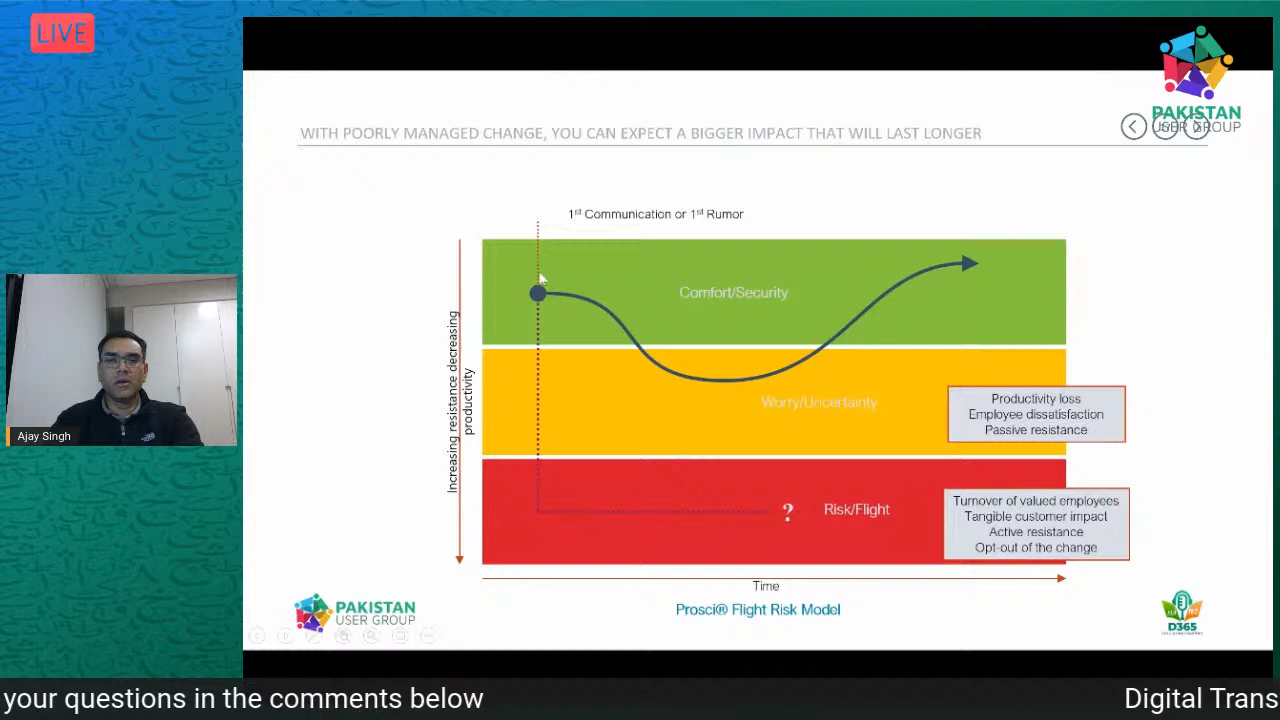 LIVE
PAKISTAN
USER GROUP
WITH POORLY MANAGED CHANGE, YOU CAN EXPECT A BIGGER IMPACT THAT WILL LAST LONGER
1st Communication or 1st Rumor
Increasing resistance decreasing
productivity
Comfort/Security
Worry/Uncertainty
Productivity loss
Employee dissatisfaction
Passive resistance
?
Risk/Flight
Turnover of valued employees
Tangible customer impact
Active resistance
Opt-out of the change
Time
Prosci® Flight Risk Model
PAKISTAN
USER GROUP
D365
Ajay Singh
your questions in the comments below
Digital Trans